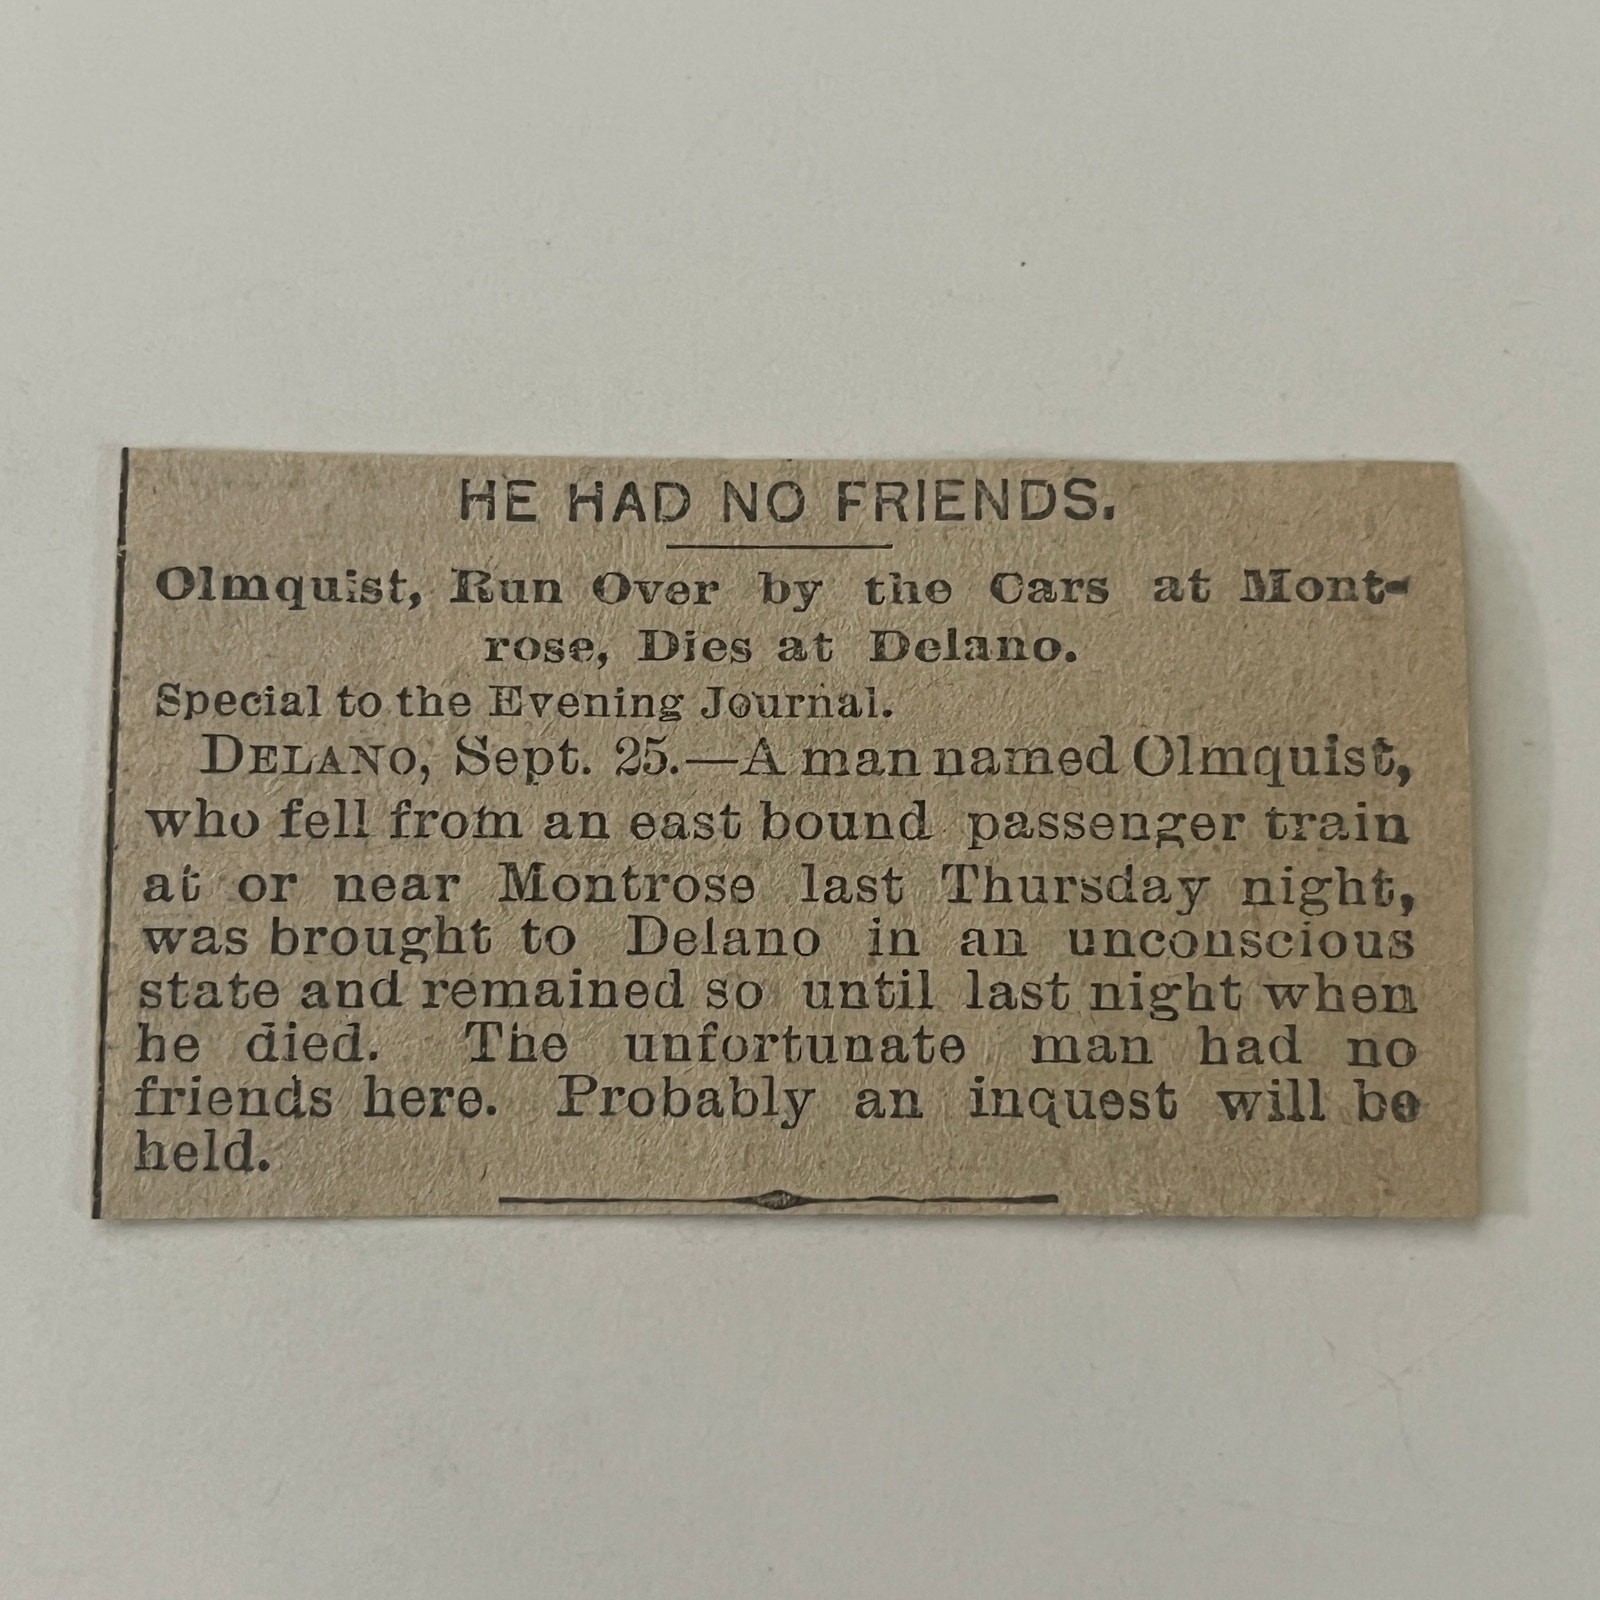 HE HAD NO FRIENDS.
Olmquist, Run Over by the Cars at Mont-
rose, Dies at Delano.
Special to the Evening Journal.
DELANO, Sept. 25.—A man named Olmquist,
who fell from an east bound passenger train
at or near Montrose last Thursday night,
was brought to Delano in an unconscious
state and remained so until last night when
he died. The unfortunate man had no
friends here. Probably an inquest will be
held.